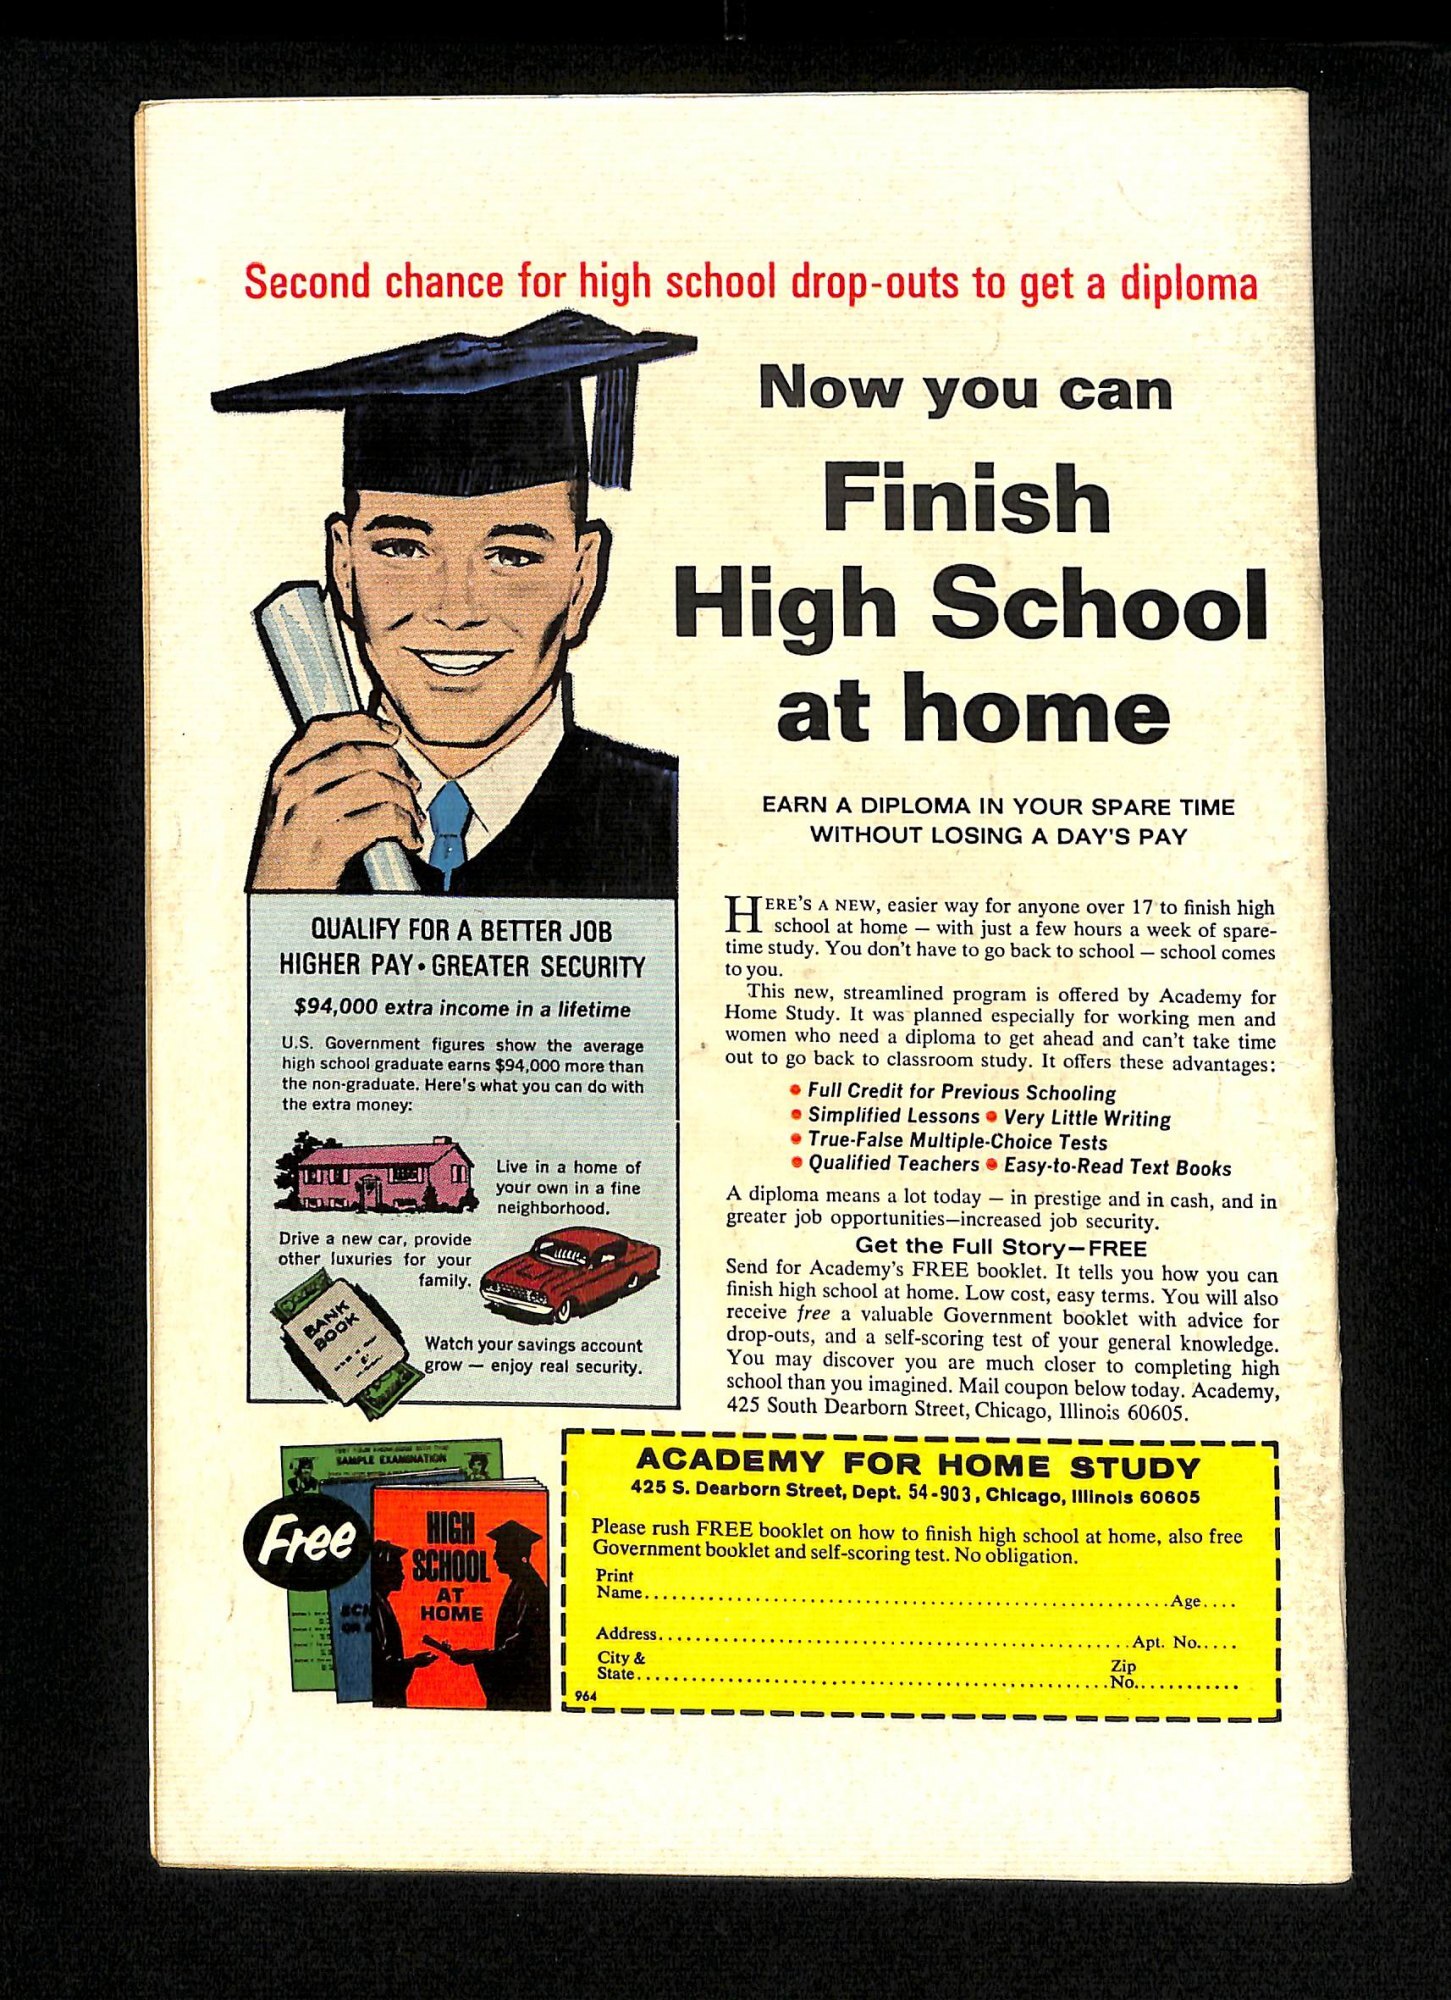 Second chance for high school drop-outs to get a diploma
Now you can
Finish
High School
at home
EARN A DIPLOMA IN YOUR SPARE TIME
WITHOUT LOSING A DAY'S PAY
HERE'S A NEW, easier way for anyone over 17 to finish high
school at home — with just a few hours a week of spare-
time study. You don't have to go back to school — school comes
to you.
This new, streamlined program is offered by Academy for
Home Study. It was planned especially for working men and
women who need a diploma to get ahead and can't take time
out to go back to classroom study. It offers these advantages:
• Full Credit for Previous Schooling
• Simplified Lessons • Very Little Writing
• True-False Multiple-Choice Tests
• Qualified Teachers • Easy-to-Read Text Books
A diploma means a lot today — in prestige and in cash, and in
greater job opportunities—increased job security.
Get the Full Story—FREE
Send for Academy's FREE booklet. It tells you how you can
finish high school at home. Low cost, easy terms. You will also
receive free a valuable Government booklet with advice for
drop-outs, and a self-scoring test of your general knowledge.
You may discover you are much closer to completing high
school than you imagined. Mail coupon below today. Academy,
425 South Dearborn Street, Chicago, Illinois 60605.
QUALIFY FOR A BETTER JOB
HIGHER PAY • GREATER SECURITY
$94,000 extra income in a lifetime
U.S. Government figures show the average
high school graduate earns $94,000 more than
the non-graduate. Here's what you can do with
the extra money:
Live in a home of
your own in a fine
neighborhood.
Drive a new car, provide
other luxuries for your
family.
BANK
BOOK
Watch your savings account
grow — enjoy real security.
SAMPLE EXAMINATION
Free
HIGH
SCHOOL
AT
HOME
ACADEMY FOR HOME STUDY
425 S. Dearborn Street, Dept. 54-903, Chicago, Illinois 60605
Please rush FREE booklet on how to finish high school at home, also free
Government booklet and self-scoring test. No obligation.
Print
Name........................................................Age....
Address..................................................Apt. No.....
City &
State..................................................Zip
No............
964